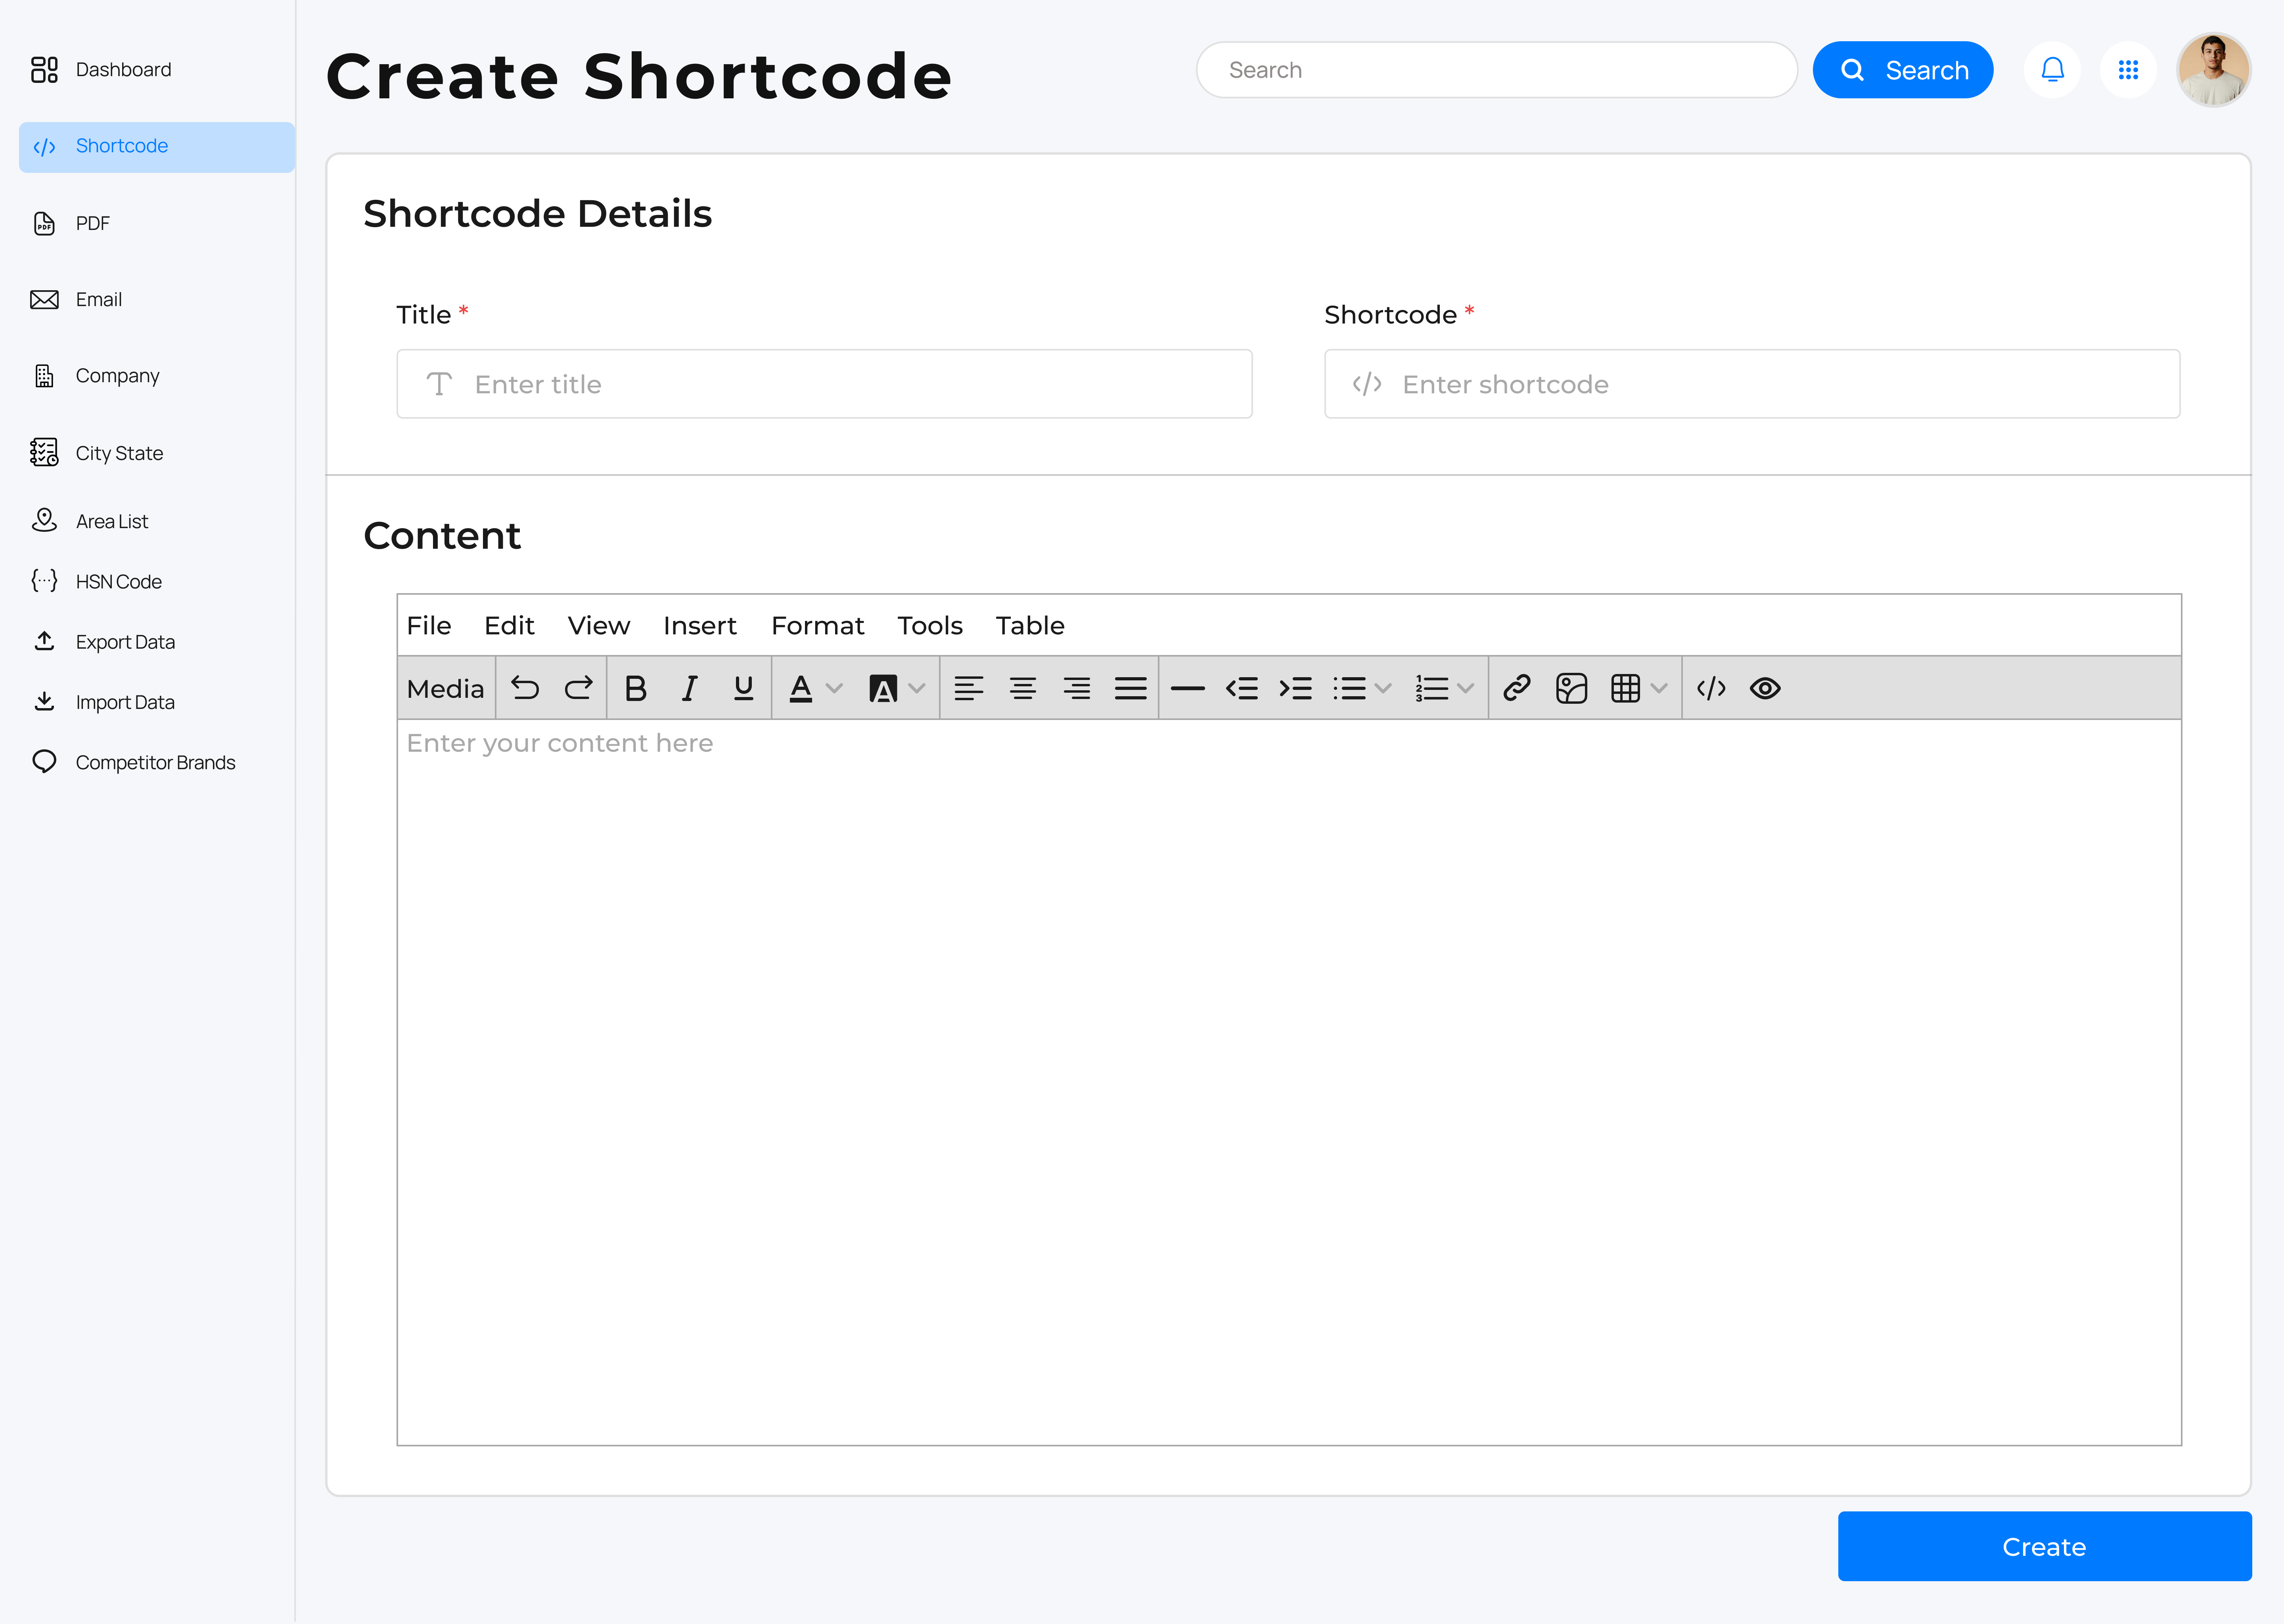 Dashboard
Shortcode
PDF
Email
Company
City State
Area List
HSN Code
Export Data
Import Data
Competitor Brands
Create Shortcode
Search
Search
Shortcode Details
Title *
Shortcode *
Enter title
Enter shortcode
Content
File Edit View Insert Format Tools Table
Media
Enter your content here
Create